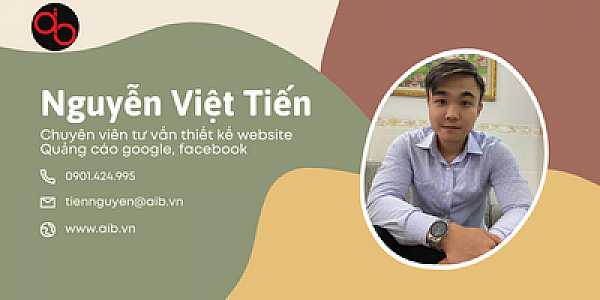 aib
Nguyễn Việt Tiến
Chuyên viên tư vấn thiết kế website
Quảng cáo google, facebook
0901.424.995
tiennguyen@aib.vn
www.aib.vn